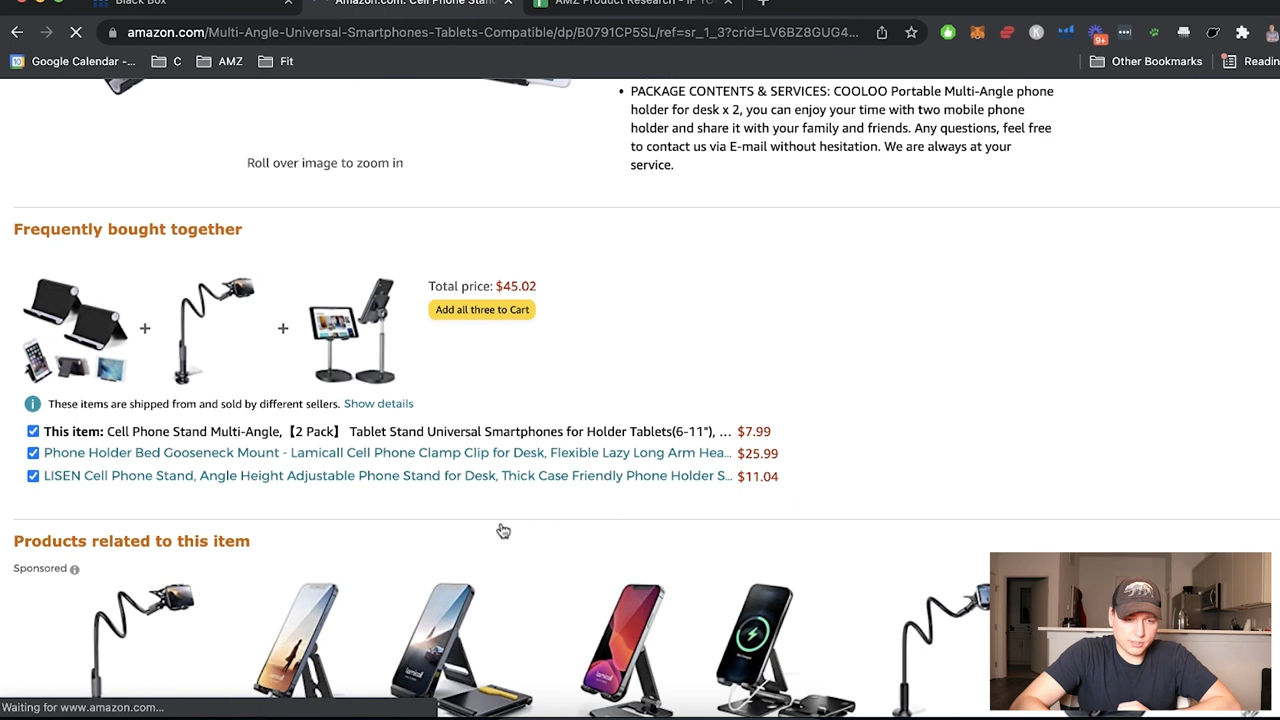 Black Box
Amazon.com: Cell Phone Stan
AMZ Product Research - IP TO
amazon.com/Multi-Angle-Universal-Smartphones-Tablets-Compatible/dp/B0791CP5SL/ref=sr_1_3?crid=LV6BZ8GUG4...
9+
17
Google Calendar -...
C
AMZ
Fit
Other Bookmarks
Readin
• PACKAGE CONTENTS & SERVICES: COOLOO Portable Multi-Angle phone
holder for desk x 2, you can enjoy your time with two mobile phone
holder and share it with your family and friends. Any questions, feel free
to contact us via E-mail without hesitation. We are always at your
service.
Roll over image to zoom in
Frequently bought together
Total price: $45.02
Add all three to Cart
+
+
i These items are shipped from and sold by different sellers. Show details
This item: Cell Phone Stand Multi-Angle,【2 Pack】 Tablet Stand Universal Smartphones for Holder Tablets(6-11"), ... $7.99
Phone Holder Bed Gooseneck Mount - Lamicall Cell Phone Clamp Clip for Desk, Flexible Lazy Long Arm Hea... $25.99
LISEN Cell Phone Stand, Angle Height Adjustable Phone Stand for Desk, Thick Case Friendly Phone Holder S... $11.04
Products related to this item
Sponsored
lamicall
lamicall
lamicall
Waiting for www.amazon.com...